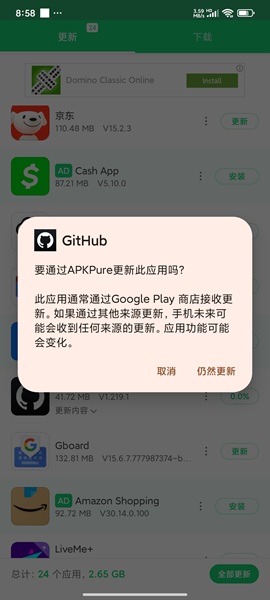 8:58
3.59
更新
24
下载
Domino Classic Online
Install
京东
110.48 MB V15.2.3
更新
AD Cash App
87.21 MB V5.10.0
安装
GitHub
要通过APKPure更新此应用吗?
此应用通常通过Google Play 商店接收更
新。如果通过其他来源更新，手机未来可
能会收到任何来源的更新。应用功能可能
会变化。
取消 仍然更新
41.72 MB V1.219.1
0.0%
更新内容
Gboard
132.81 MB V15.6.7.777987374-b...
更新
AD Amazon Shopping
92.72 MB V30.14.0.100
安装
LiveMe+
总计: 24 个应用, 2.65 GB
全部更新